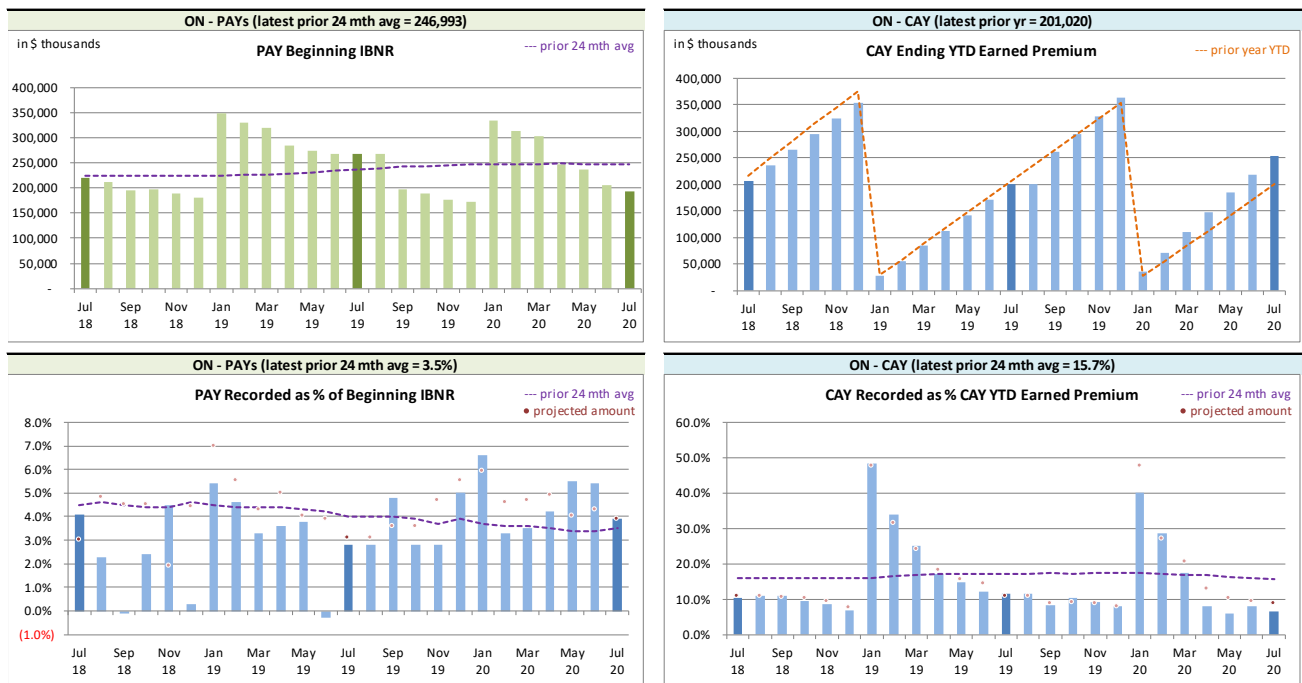 ON - PAYs (latest prior 24 mth avg = 246,993)
in $ thousands
PAY Beginning IBNR
--- prior 24 mth avg
400,000
350,000
300,000
250,000
200,000
150,000
100,000
50,000
-
Jul Sep Nov Jan Mar May Jul Sep Nov Jan Mar May Jul
18 18 18 19 19 19 19 19 19 20 20 20 20
ON - CAY (latest prior yr = 201,020)
in $ thousands
CAY Ending YTD Earned Premium
--- prior year YTD
400,000
350,000
300,000
250,000
200,000
150,000
100,000
50,000
-
Jul Sep Nov Jan Mar May Jul Sep Nov Jan Mar May Jul
18 18 18 19 19 19 19 19 19 20 20 20 20
ON - PAYs (latest prior 24 mth avg = 3.5%)
PAY Recorded as % of Beginning IBNR
--- prior 24 mth avg
• projected amount
8.0%
7.0%
6.0%
5.0%
4.0%
3.0%
2.0%
1.0%
0.0%
(1.0%)
Jul Sep Nov Jan Mar May Jul Sep Nov Jan Mar May Jul
18 18 18 19 19 19 19 19 19 20 20 20 20
ON - CAY (latest prior 24 mth avg = 15.7%)
CAY Recorded as % CAY YTD Earned Premium
--- prior 24 mth avg
• projected amount
60.0%
50.0%
40.0%
30.0%
20.0%
10.0%
0.0%
Jul Sep Nov Jan Mar May Jul Sep Nov Jan Mar May Jul
18 18 18 19 19 19 19 19 19 20 20 20 20